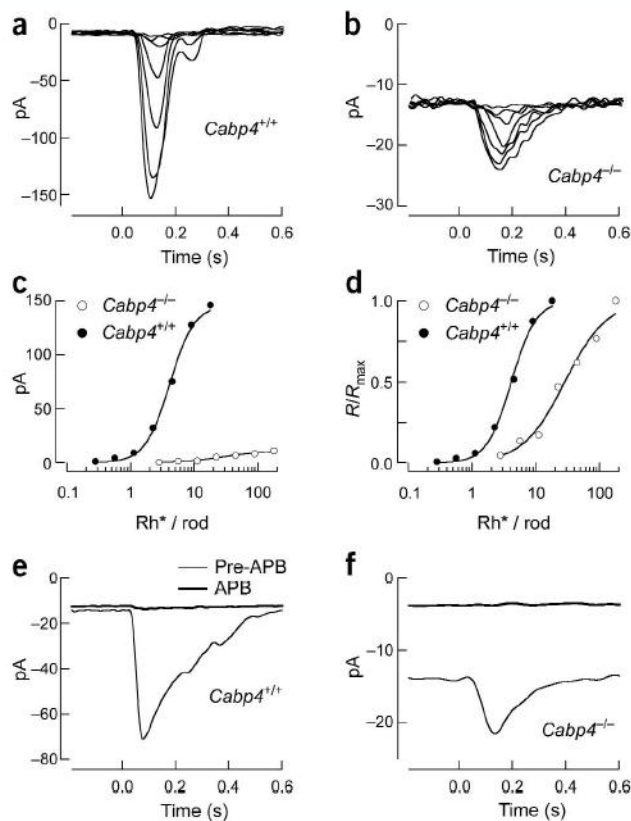 a
b
0
−50
−100
−150
pA
Cabp4+/+
0.0 0.2 0.4 0.6
Time (s)
0
−10
−20
−30
pA
Cabp4−/−
0.0 0.2 0.4 0.6
Time (s)
c
d
150
100
50
0
pA
Cabp4−/−
Cabp4+/+
0.1 1 10 100
Rh* / rod
1.0
0.5
0.0
R/Rmax
Cabp4−/−
Cabp4+/+
0.1 1 10 100
Rh* / rod
e
f
Pre-APB
APB
0
−20
−40
−60
−80
pA
Cabp4+/+
0.0 0.2 0.4 0.6
Time (s)
0
−10
−20
pA
Cabp4−/−
0.0 0.2 0.4 0.6
Time (s)